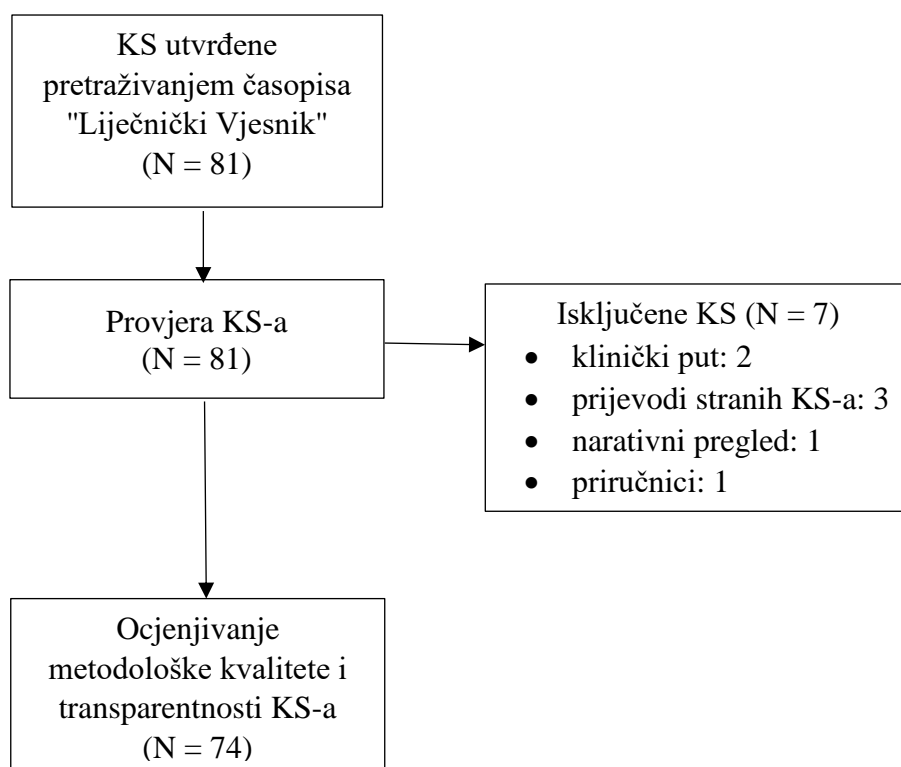 KS utvrđene
pretraživanjem časopisa
"Liječnički Vjesnik"
(N = 81)
Provjera KS-a
(N = 81)
Isključene KS (N = 7)
• klinički put: 2
• prijevodi stranih KS-a: 3
• narativni pregled: 1
• priručnici: 1
Ocjenjivanje
metodološke kvalitete i
transparentnosti KS-a
(N = 74)